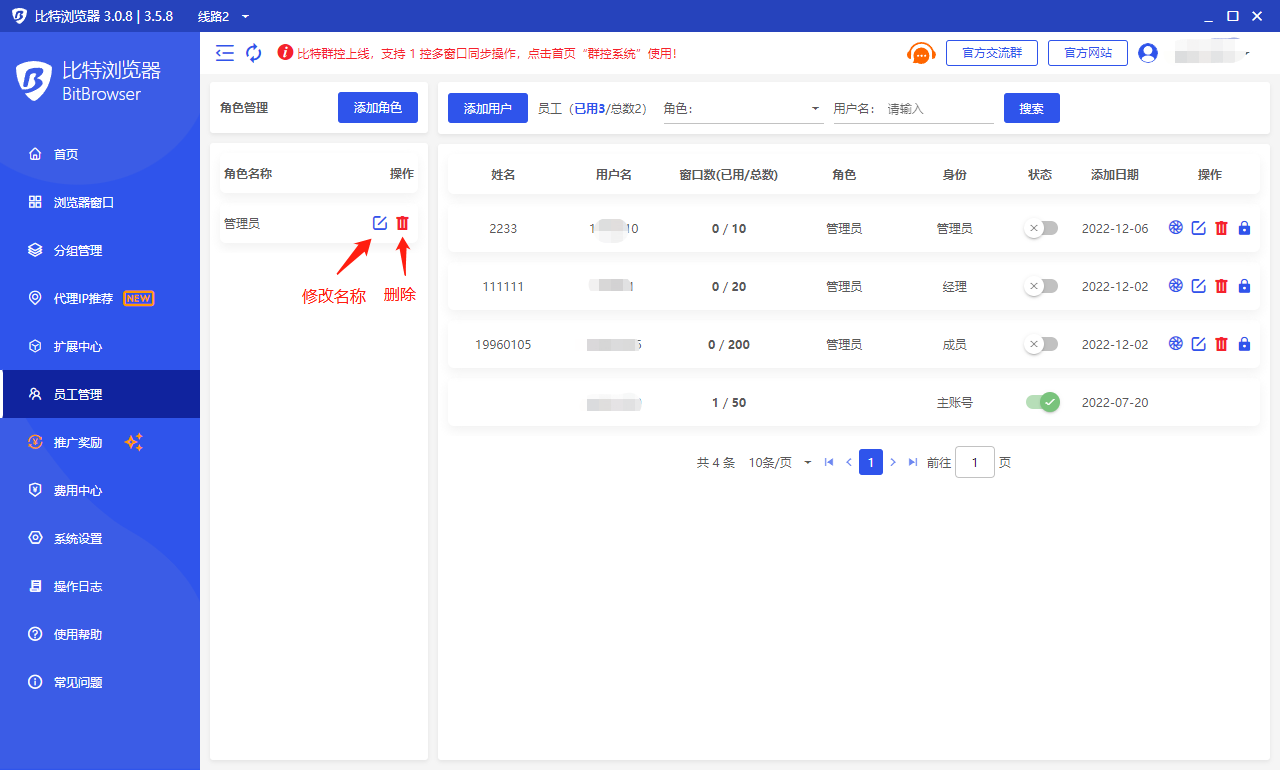 比特浏览器 3.0.8 | 3.5.8 线路2
比特浏览器
BitBrowser
首页
浏览器窗口
分组管理
代理IP推荐 NEW
扩展中心
员工管理
推广奖励
费用中心
系统设置
操作日志
使用帮助
常见问题
比特群控上线，支持 1 控多窗口同步操作，点击首页“群控系统”使用！
官方交流群 官方网站
角色管理 添加角色
角色名称 操作
管理员
修改名称 删除
添加用户 员工（已用3/总数2） 角色： 用户名： 请输入 搜索
姓名 用户名 窗口数(已用/总数) 角色 身份 状态 添加日期 操作
2233 1 10 0 / 10 管理员 管理员 2022-12-06
111111 0 / 20 管理员 经理 2022-12-02
19960105 0 / 200 管理员 成员 2022-12-02
1 / 50 主账号 2022-07-20
共 4 条 10条/页 1 前往 1 页